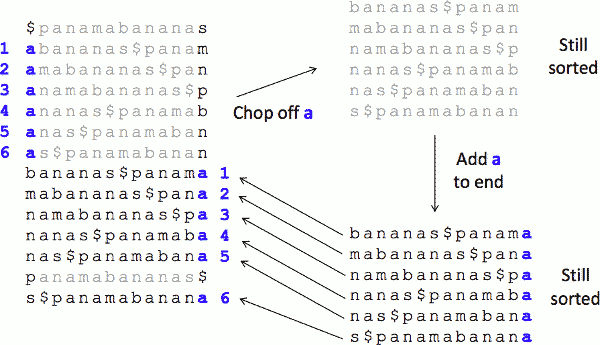 $panamabananas
1 abananas$panam
2 amabananas$pan
3 anamabananas$p
4 ananas$panamab
5 anas$panamaban
6 as$panamabanan
bananas$panama 1
mabananas$pana 2
namabananas$pa 3
nanas$panamaba 4
nas$panamabana 5
panamabananas$
s$panamabanana 6
Chop off a
bananas$panam
mabananas$pan
namabananas$p
nanas$panamab
nas$panamaban
s$panamabanan
Still
sorted
Add a
to end
bananas$panama
mabananas$pana
namabananas$pa
nanas$panamaba
nas$panamabana
s$panamabanana
Still
sorted